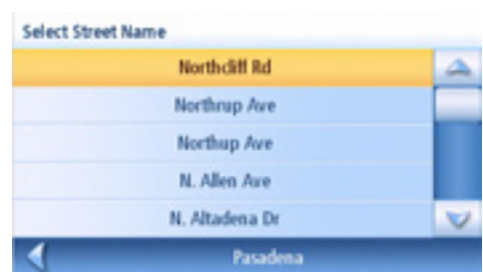 Select Street Name
Northcliff Rd
Northrup Ave
Northup Ave
N. Allen Ave
N. Altadena Dr
Pasadena